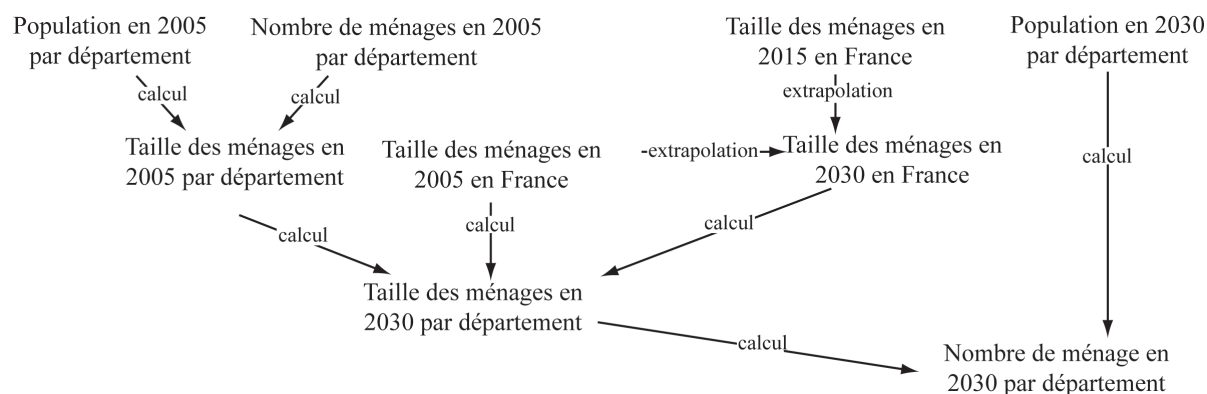 Population en 2005
par département
Nombre de ménages en 2005
par département
Taille des ménages en
2015 en France
Population en 2030
par département
calcul
calcul
extrapolation
Taille des ménages en
2005 par département
Taille des ménages en
2005 en France
-extrapolation
Taille des ménages en
2030 en France
calcul
calcul
calcul
calcul
Taille des ménages en
2030 par département
calcul
Nombre de ménage en
2030 par département